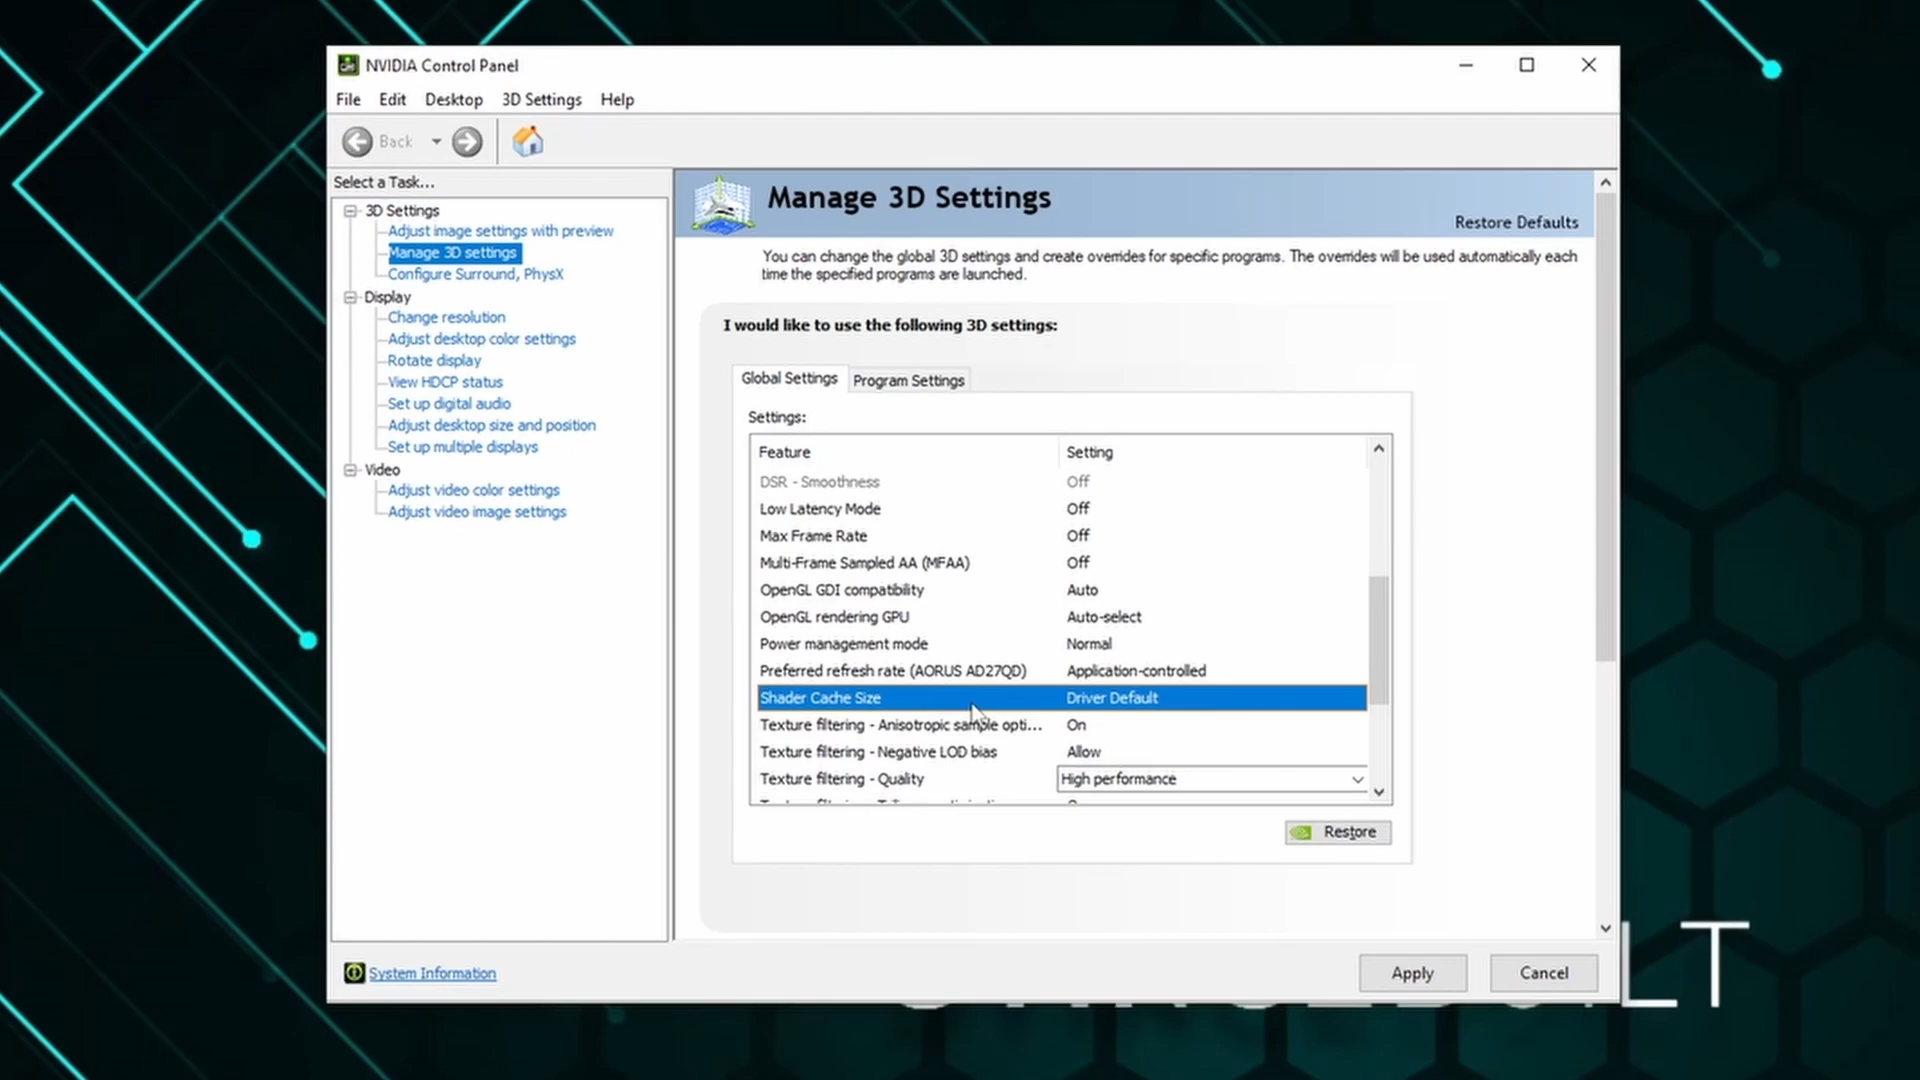 NVIDIA Control Panel
File Edit Desktop 3D Settings Help
Back
Select a Task...
3D Settings
Adjust image settings with preview
Manage 3D settings
Configure Surround, PhysX
Display
Change resolution
Adjust desktop color settings
Rotate display
View HDCP status
Set up digital audio
Adjust desktop size and position
Set up multiple displays
Video
Adjust video color settings
Adjust video image settings
System Information
Manage 3D Settings
Restore Defaults
You can change the global 3D settings and create overrides for specific programs. The overrides will be used automatically each
time the specified programs are launched.
I would like to use the following 3D settings:
Global Settings Program Settings
Settings:
Feature Setting
DSR - Smoothness Off
Low Latency Mode Off
Max Frame Rate Off
Multi-Frame Sampled AA (MFAA) Off
OpenGL GDI compatibility Auto
OpenGL rendering GPU Auto-select
Power management mode Normal
Preferred refresh rate (AORUS AD27QD) Application-controlled
Shader Cache Size Driver Default
Texture filtering - Anisotropic sample opti... On
Texture filtering - Negative LOD bias Allow
Texture filtering - Quality High performance
Restore
Apply Cancel
LT